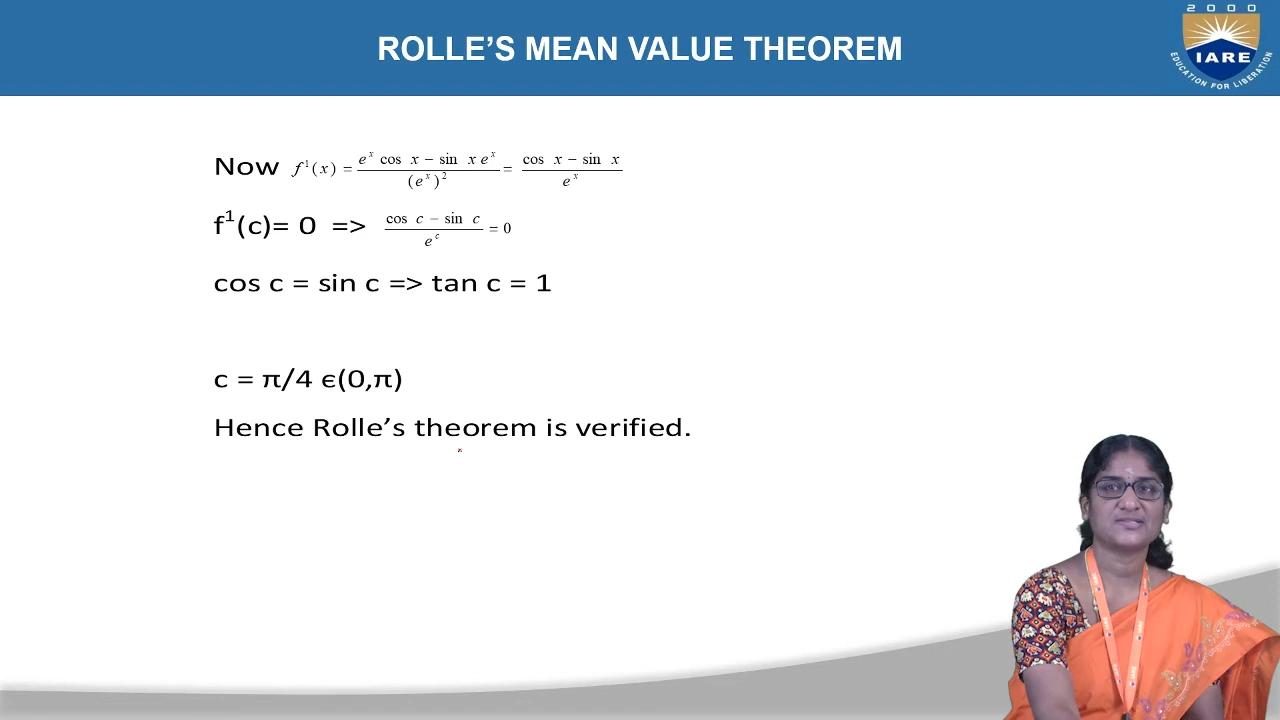 ROLLE'S MEAN VALUE THEOREM
2000
IARE
EDUCATION FOR LIBERATION
Now f¹(x) = (eˣ cos x − sin x eˣ)/(eˣ)² = (cos x − sin x)/eˣ
f¹(c)= 0 => (cos c − sin c)/eᶜ = 0
cos c = sin c => tan c = 1
c = π/4 ϵ(0,π)
Hence Rolle’s theorem is verified.